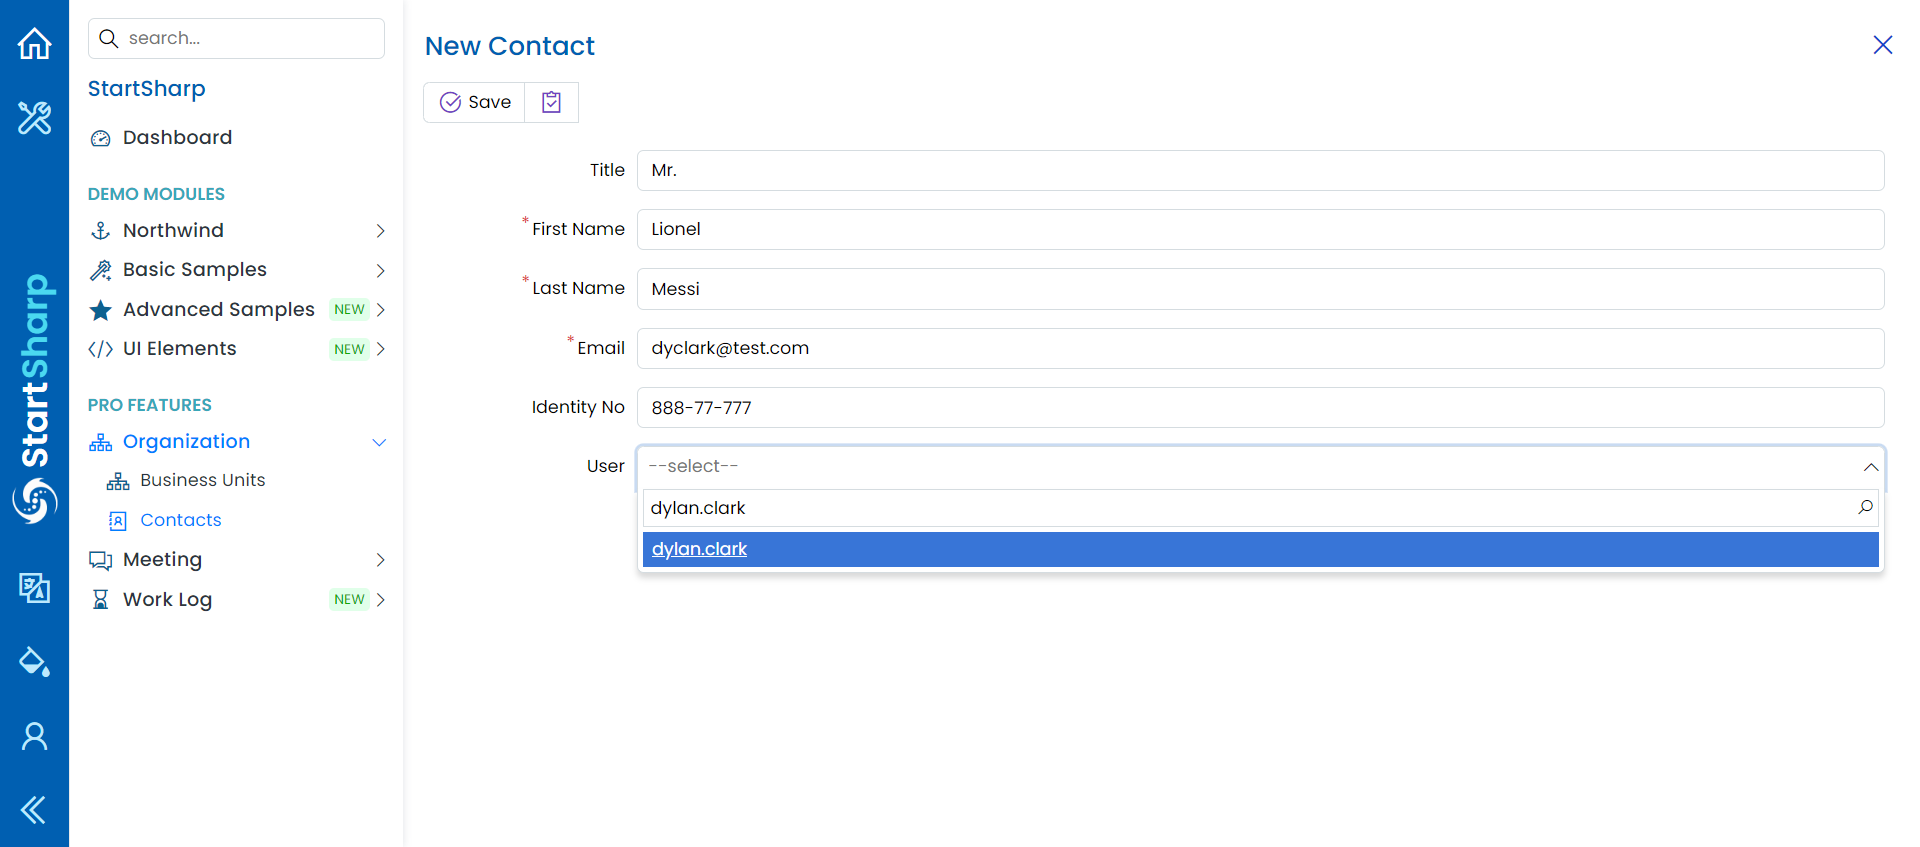 search...
StartSharp
Dashboard
DEMO MODULES
Northwind
Basic Samples
Advanced Samples NEW
UI Elements NEW
PRO FEATURES
Organization
Business Units
Contacts
Meeting
Work Log NEW
StartSharp
New Contact
Save
Title Mr.
* First Name Lionel
* Last Name Messi
* Email dyclark@test.com
Identity No 888-77-777
User --select--
dylan.clark
dylan.clark